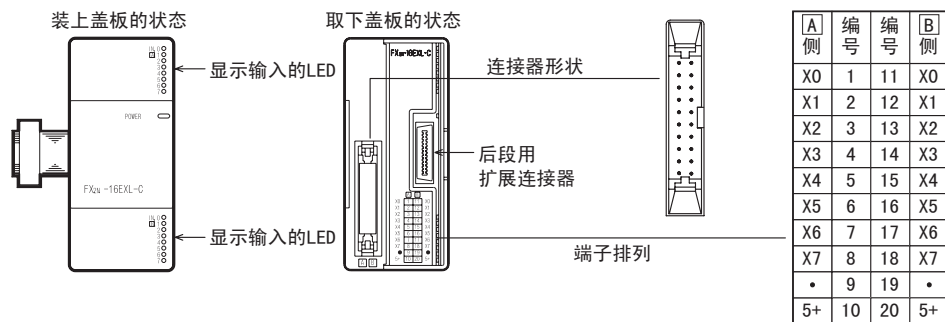 装上盖板的状态
显示输入的LED
POWER
FX2N -16EXL-C
显示输入的LED
取下盖板的状态
FX2N-16EXL-C
连接器形状
后段用
扩展连接器
端子排列
A B
A侧 编号 编号 B侧
X0 1 11 X0
X1 2 12 X1
X2 3 13 X2
X3 4 14 X3
X4 5 15 X4
X5 6 16 X5
X6 7 17 X6
X7 8 18 X7
• 9 19 •
5+ 10 20 5+